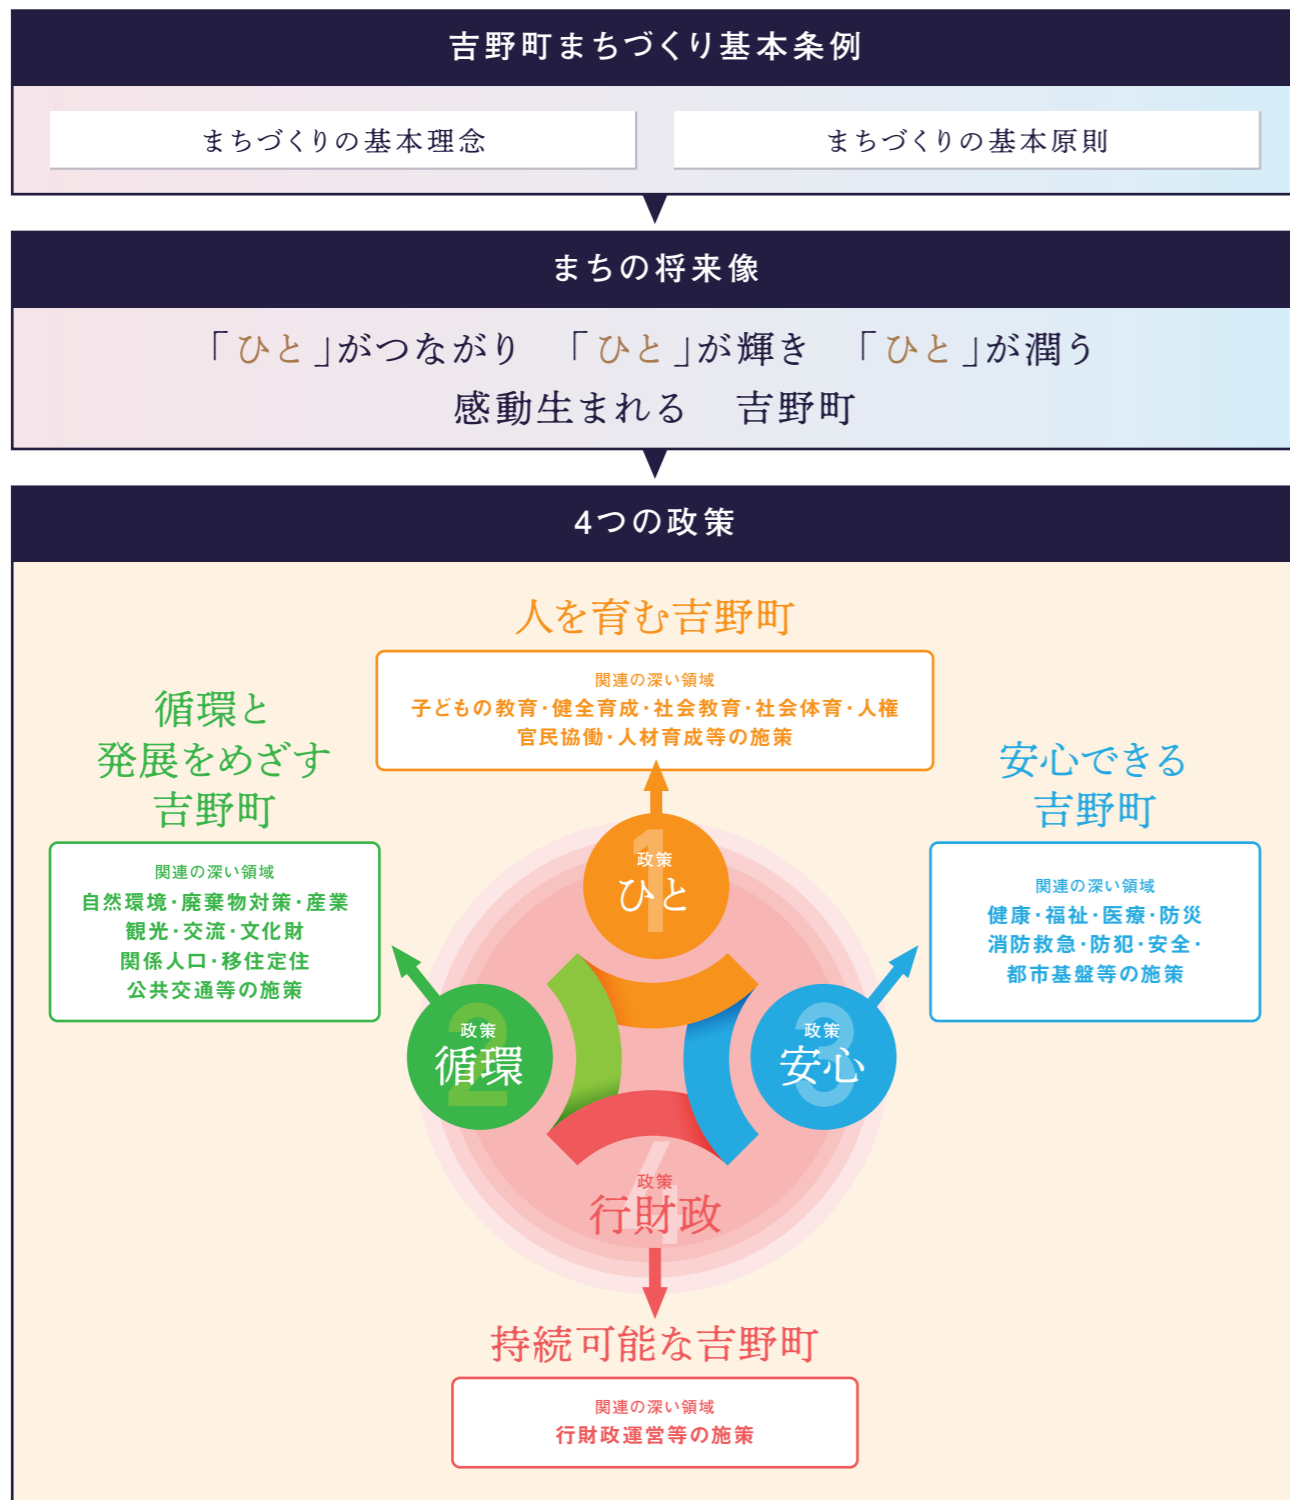 吉野町まちづくり基本条例
まちづくりの基本理念
まちづくりの基本原則
まちの将来像
「ひと」がつながり 「ひと」が輝き 「ひと」が潤う
感動生まれる 吉野町
4つの政策
人を育む吉野町
関連の深い領域
子どもの教育・健全育成・社会教育・社会体育・人権
官民協働・人材育成等の施策
循環と
発展をめざす
吉野町
関連の深い領域
自然環境・廃棄物対策・産業
観光・交流・文化財
関係人口・移住定住
公共交通等の施策
安心できる
吉野町
関連の深い領域
健康・福祉・医療・防災
消防救急・防犯・安全・
都市基盤等の施策
1
政策
ひと
2
政策
循環
3
政策
安心
4
政策
行財政
持続可能な吉野町
関連の深い領域
行財政運営等の施策